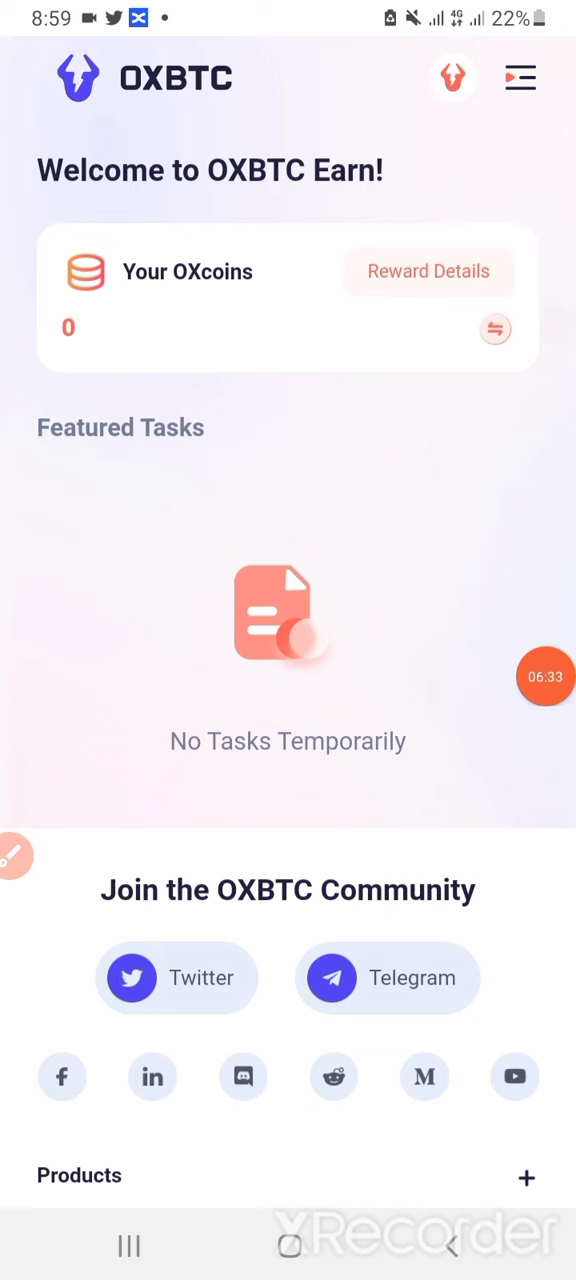 8:59
4G
22%
OXBTC
Welcome to OXBTC Earn!
Your OXcoins
Reward Details
0
Featured Tasks
06:33
No Tasks Temporarily
Join the OXBTC Community
Twitter
Telegram
Products
+
XRecorder